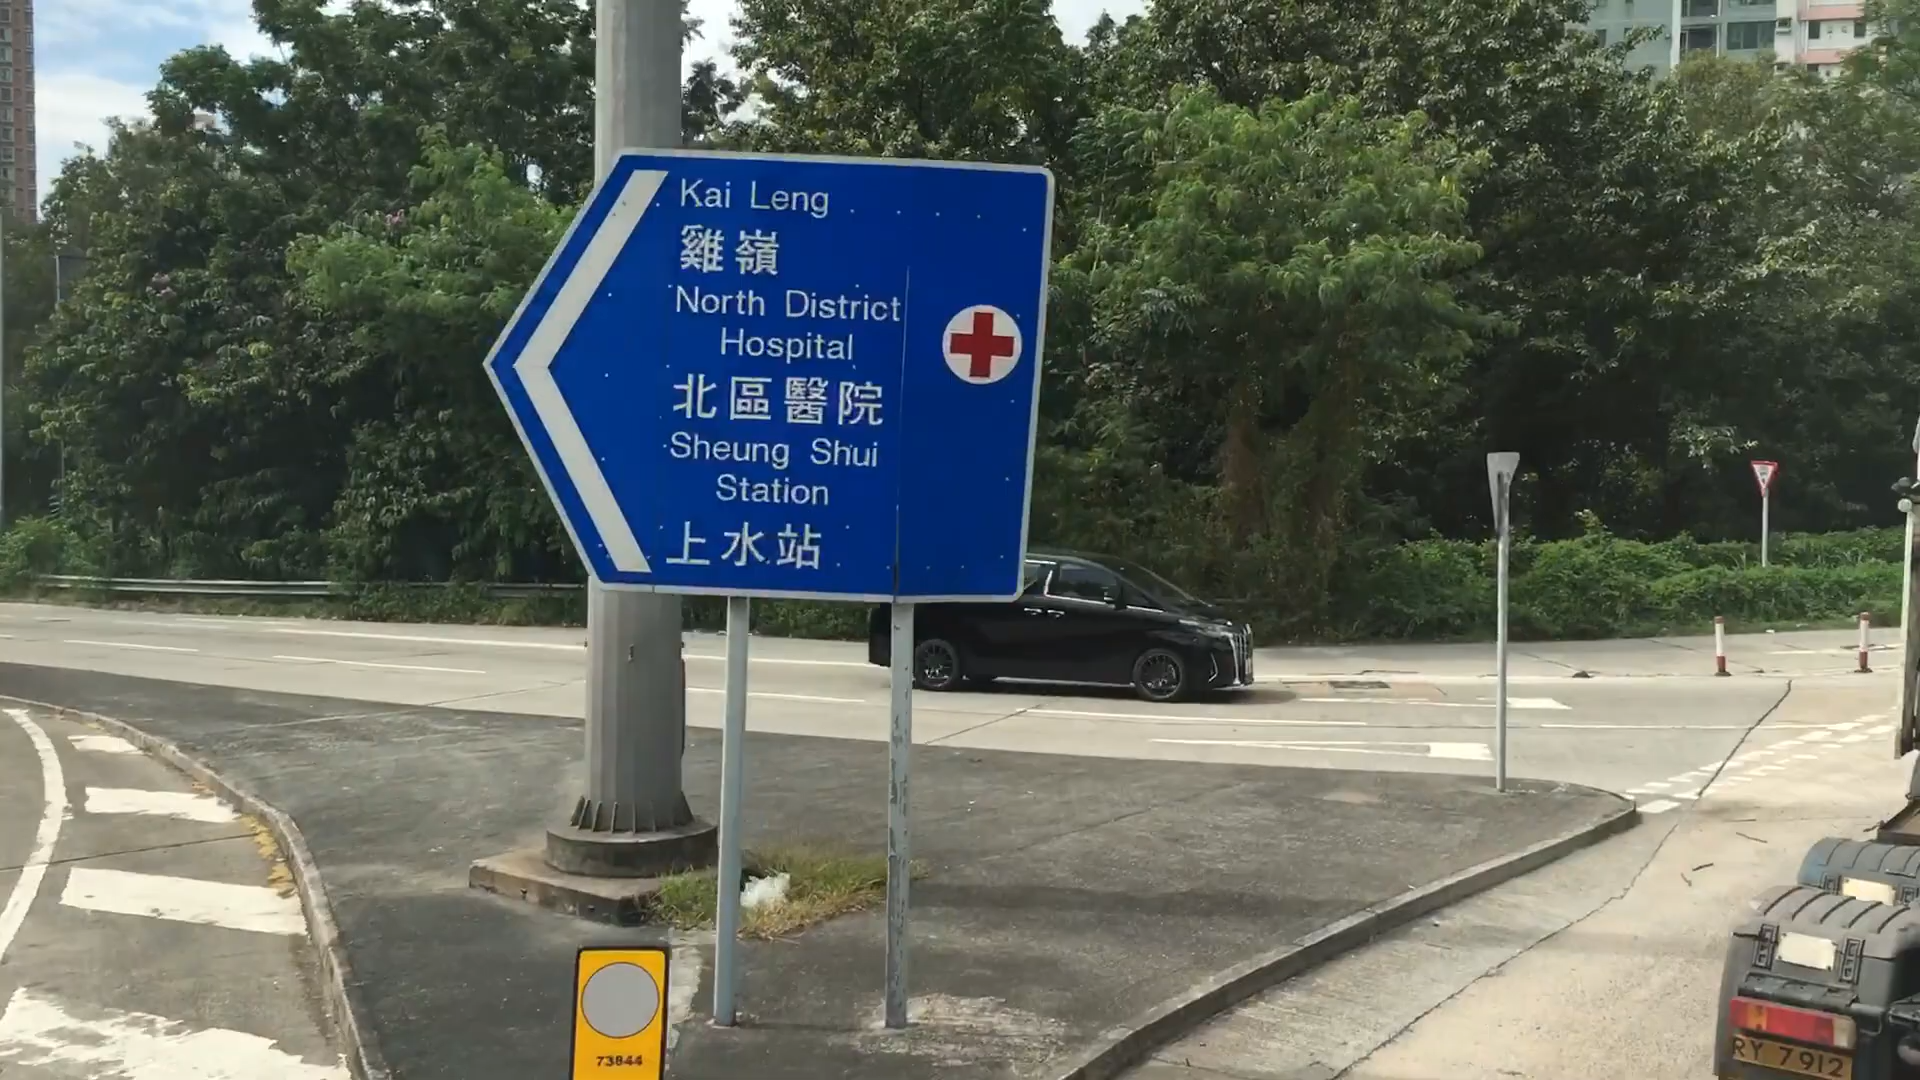 Kai Leng
雞嶺
North District
Hospital
北區醫院
Sheung Shui
Station
上水站
73844
RY 7912